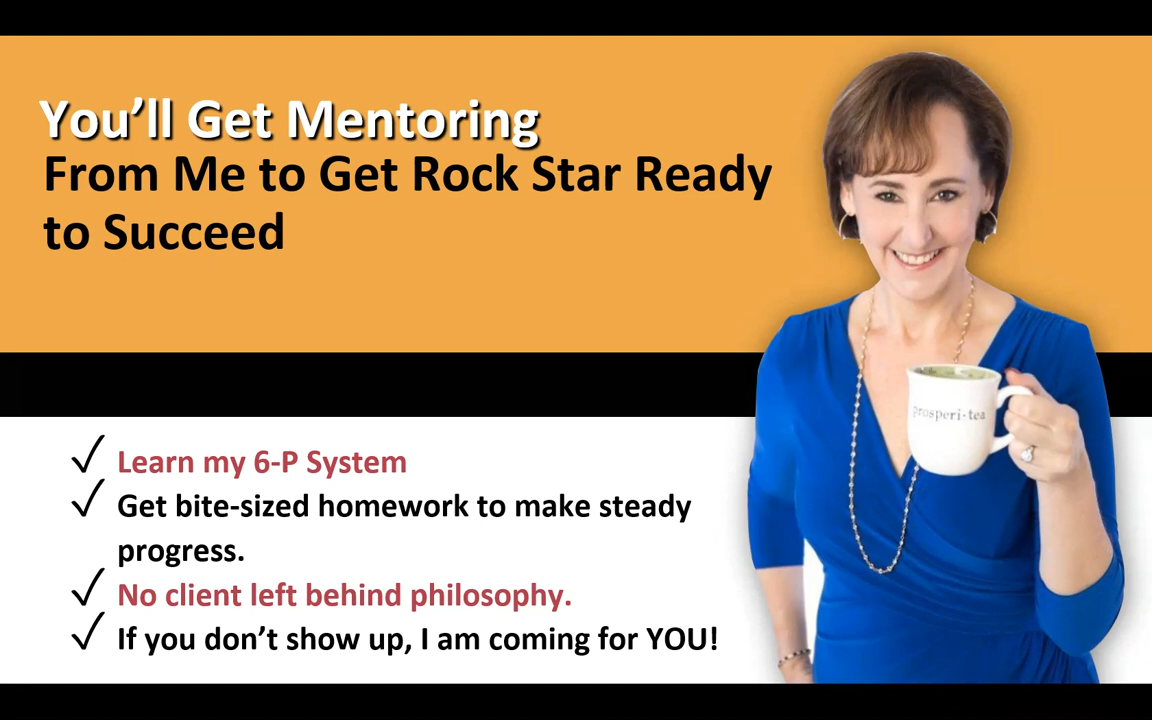 You'll Get Mentoring
From Me to Get Rock Star Ready
to Succeed
prosperi·tea
✓ Learn my 6-P System
✓ Get bite-sized homework to make steady
progress.
✓ No client left behind philosophy.
✓ If you don't show up, I am coming for YOU!